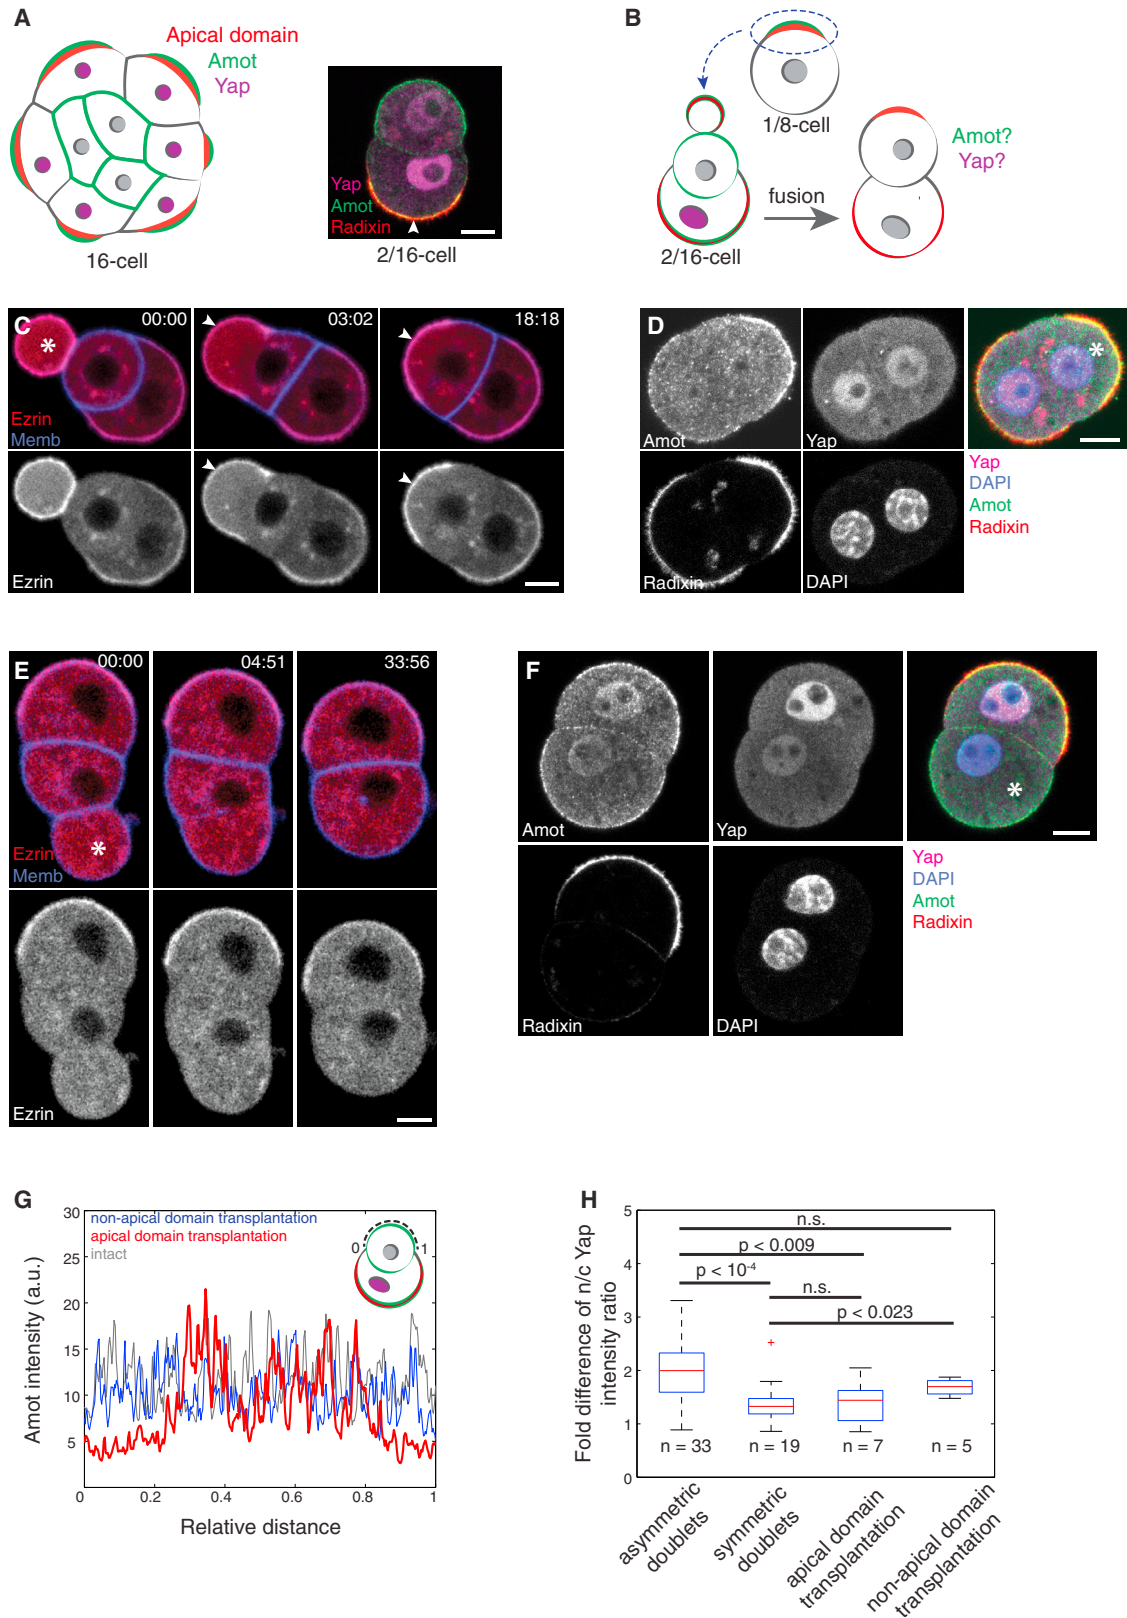 A
Apical domain
Amot
Yap
16-cell
Yap
Amot
Radixin
2/16-cell
B
1/8-cell
2/16-cell
fusion
Amot?
Yap?
C
00:00
03:02
18:18
Ezrin
Memb
Ezrin
D
Amot
Yap
Radixin
DAPI
Yap
DAPI
Amot
Radixin
E
00:00
04:51
33:56
Ezrin
Memb
Ezrin
F
Amot
Yap
Radixin
DAPI
Yap
DAPI
Amot
Radixin
G
non-apical domain transplantation
apical domain transplantation
intact
0
1
Amot intensity (a.u.)
30
25
20
15
10
5
0
0.2
0.4
0.6
0.8
1
Relative distance
H
Fold difference of n/c Yap
intensity ratio
5
4
3
2
1
0
n.s.
p < 0.009
p < 10-4
n.s.
p < 0.023
n = 33
n = 19
n = 7
n = 5
asymmetric
doublets
symmetric
doublets
apical domain
transplantation
non-apical domain
transplantation